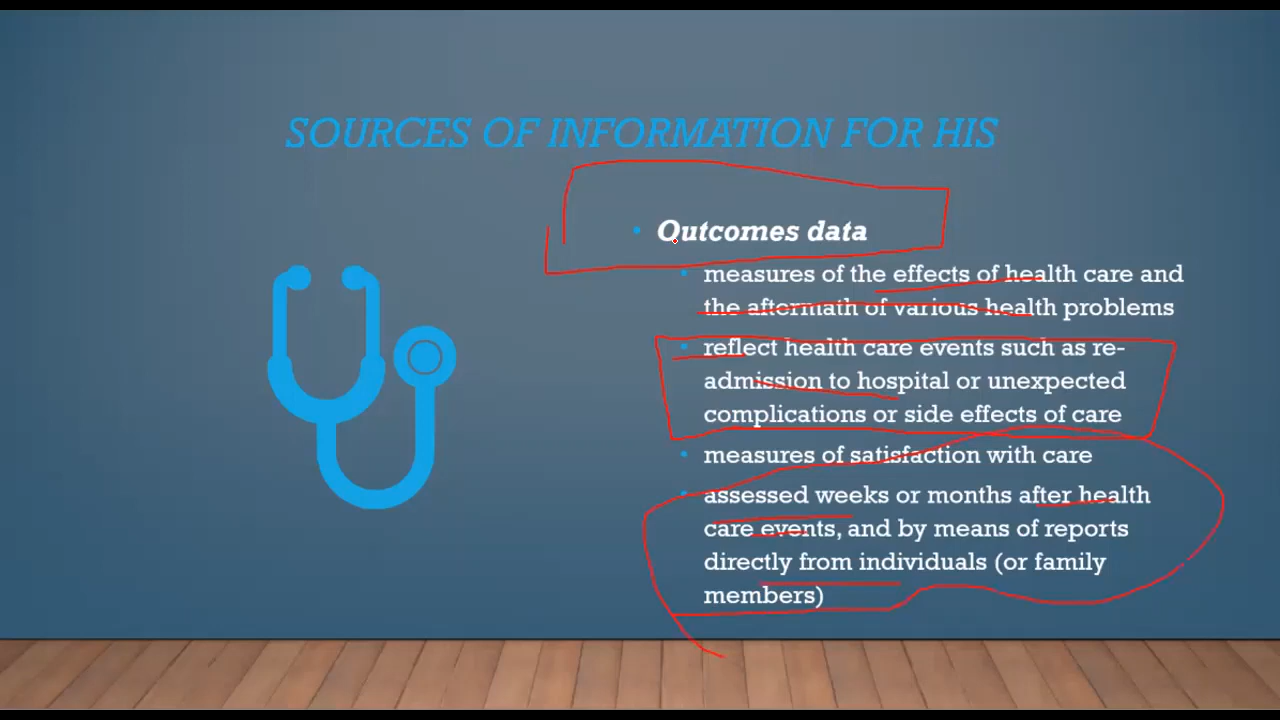 SOURCES OF INFORMATION FOR HIS
• Outcomes data
• measures of the effects of health care and
the aftermath of various health problems
• reflect health care events such as re-
admission to hospital or unexpected
complications or side effects of care
• measures of satisfaction with care
• assessed weeks or months after health
care events, and by means of reports
directly from individuals (or family
members)